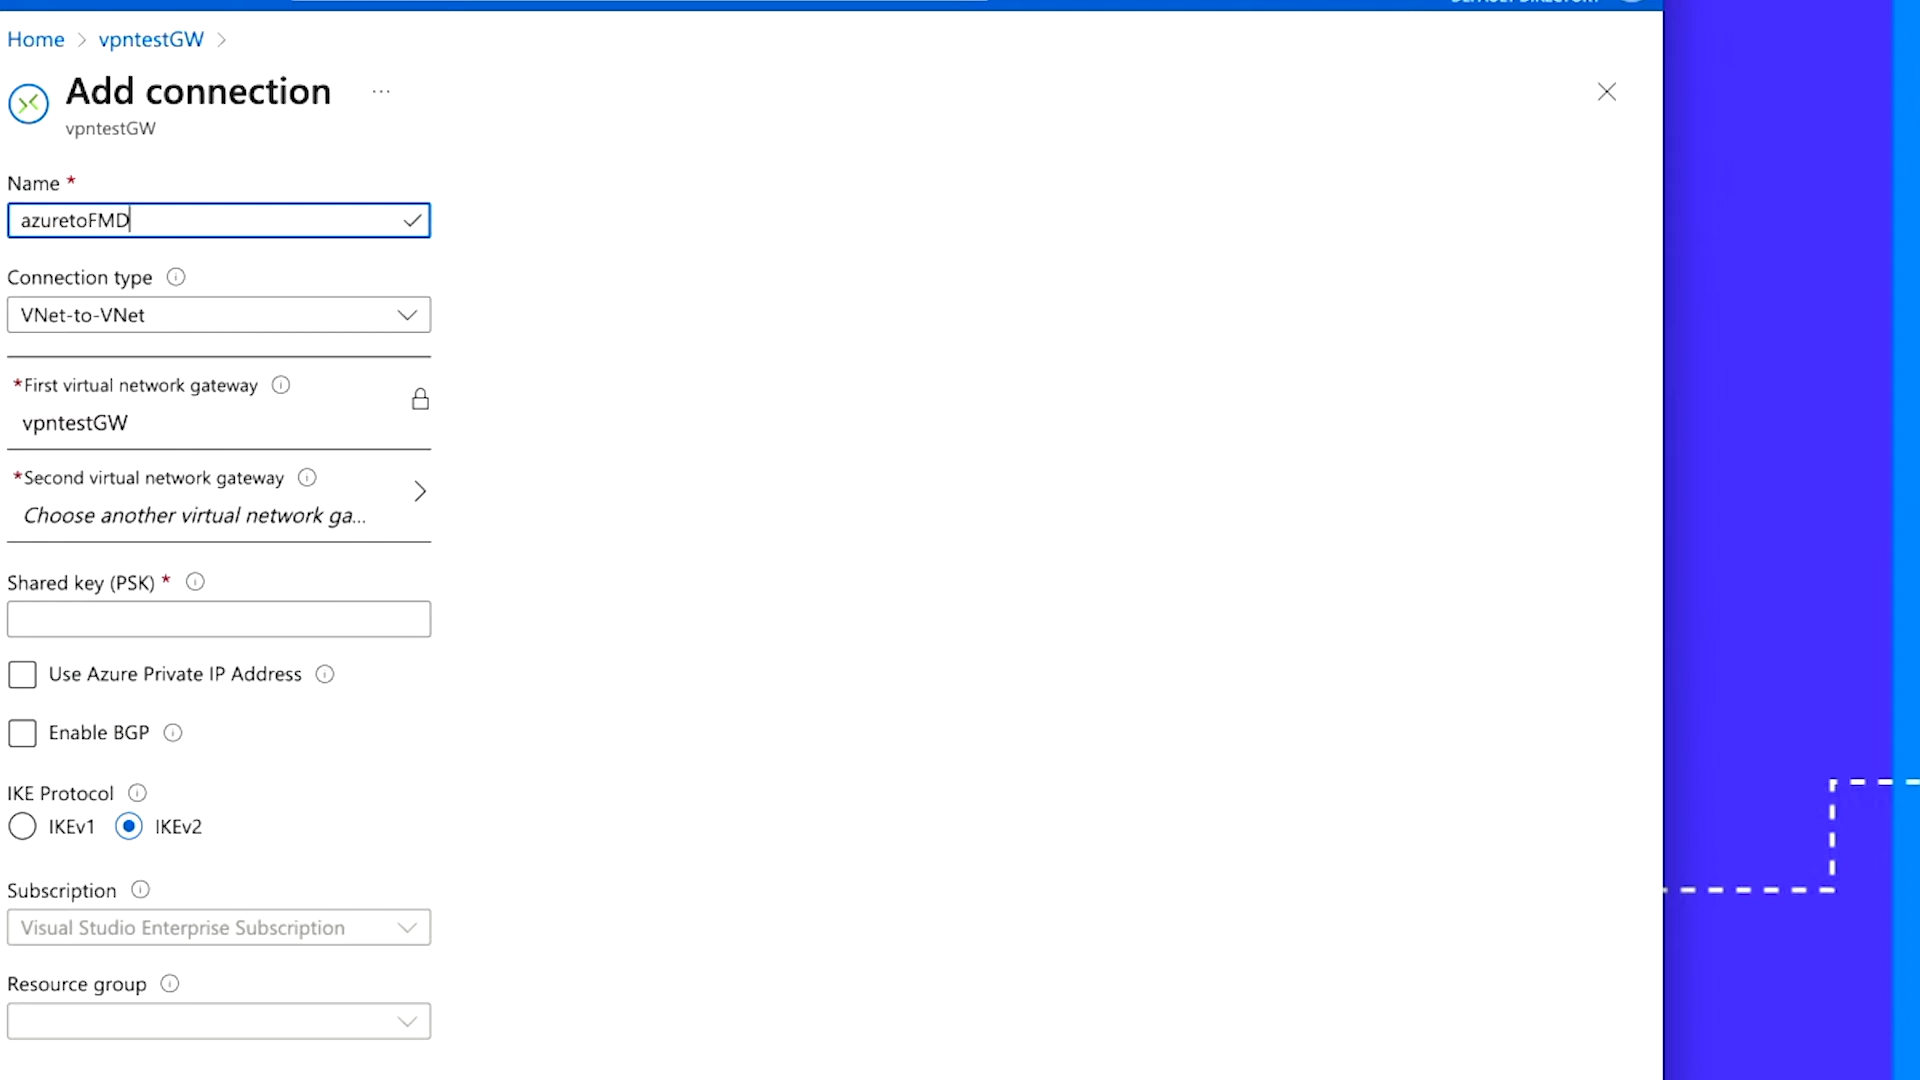 DEFAULT DIRECTORY
Home > vpntestGW >
Add connection ...
vpntestGW
Name *
azuretoFMD
Connection type
VNet-to-VNet
*First virtual network gateway
vpntestGW
*Second virtual network gateway
Choose another virtual network ga...
Shared key (PSK) *
Use Azure Private IP Address
Enable BGP
IKE Protocol
IKEv1 IKEv2
Subscription
Visual Studio Enterprise Subscription
Resource group